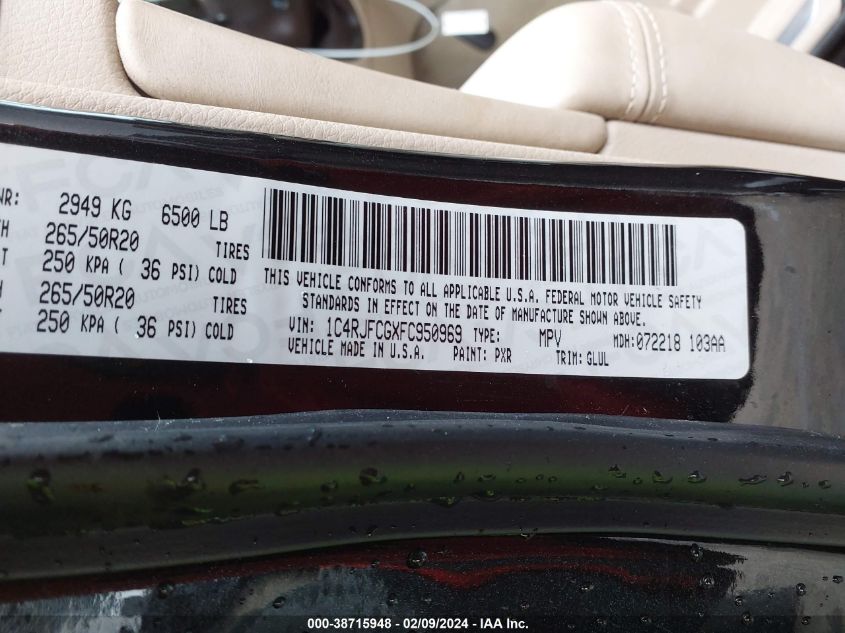 WR: 2949 KG 6500 LB
265/50R20 TIRES
250 KPA ( 36 PSI) COLD
265/50R20 TIRES
250 KPA ( 36 PSI) COLD
THIS VEHICLE CONFORMS TO ALL APPLICABLE U.S.A. FEDERAL MOTOR VEHICLE SAFETY
STANDARDS IN EFFECT ON THE DATE OF MANUFACTURE SHOWN ABOVE.
VIN: 1C4RJFCGXFC950969 TYPE: MPV MDH:072218 103AA
VEHICLE MADE IN U.S.A. PAINT: PXR TRIM: GLUL
000-38715948 - 02/09/2024 - IAA Inc.